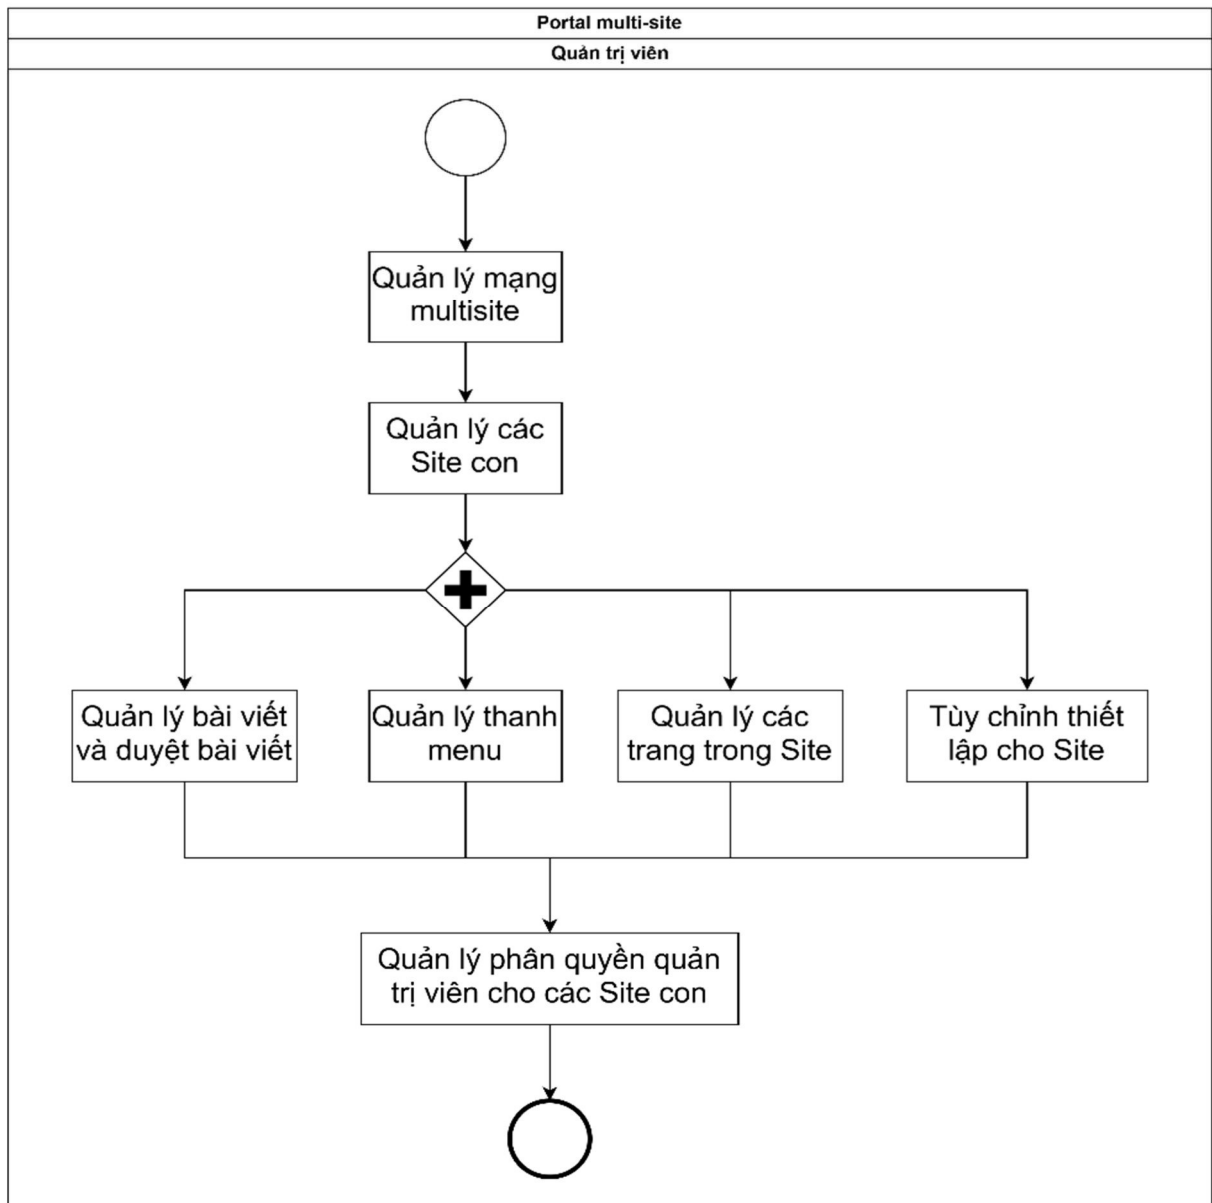 Portal multi-site
Quản trị viên
Quản lý mạng
multisite
Quản lý các
Site con
Quản lý bài viết
và duyệt bài viết
Quản lý thanh
menu
Quản lý các
trang trong Site
Tùy chỉnh thiết
lập cho Site
Quản lý phân quyền quản
trị viên cho các Site con